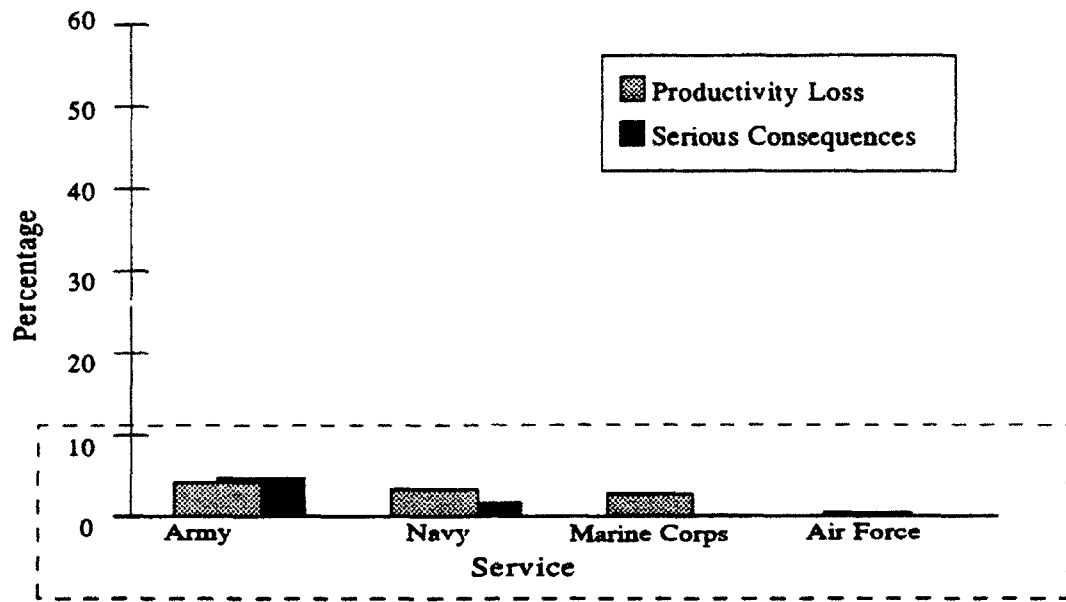 60
50
40
30
20
10
0
Percentage
Productivity Loss
Serious Consequences
Army Navy Marine Corps Air Force
Service